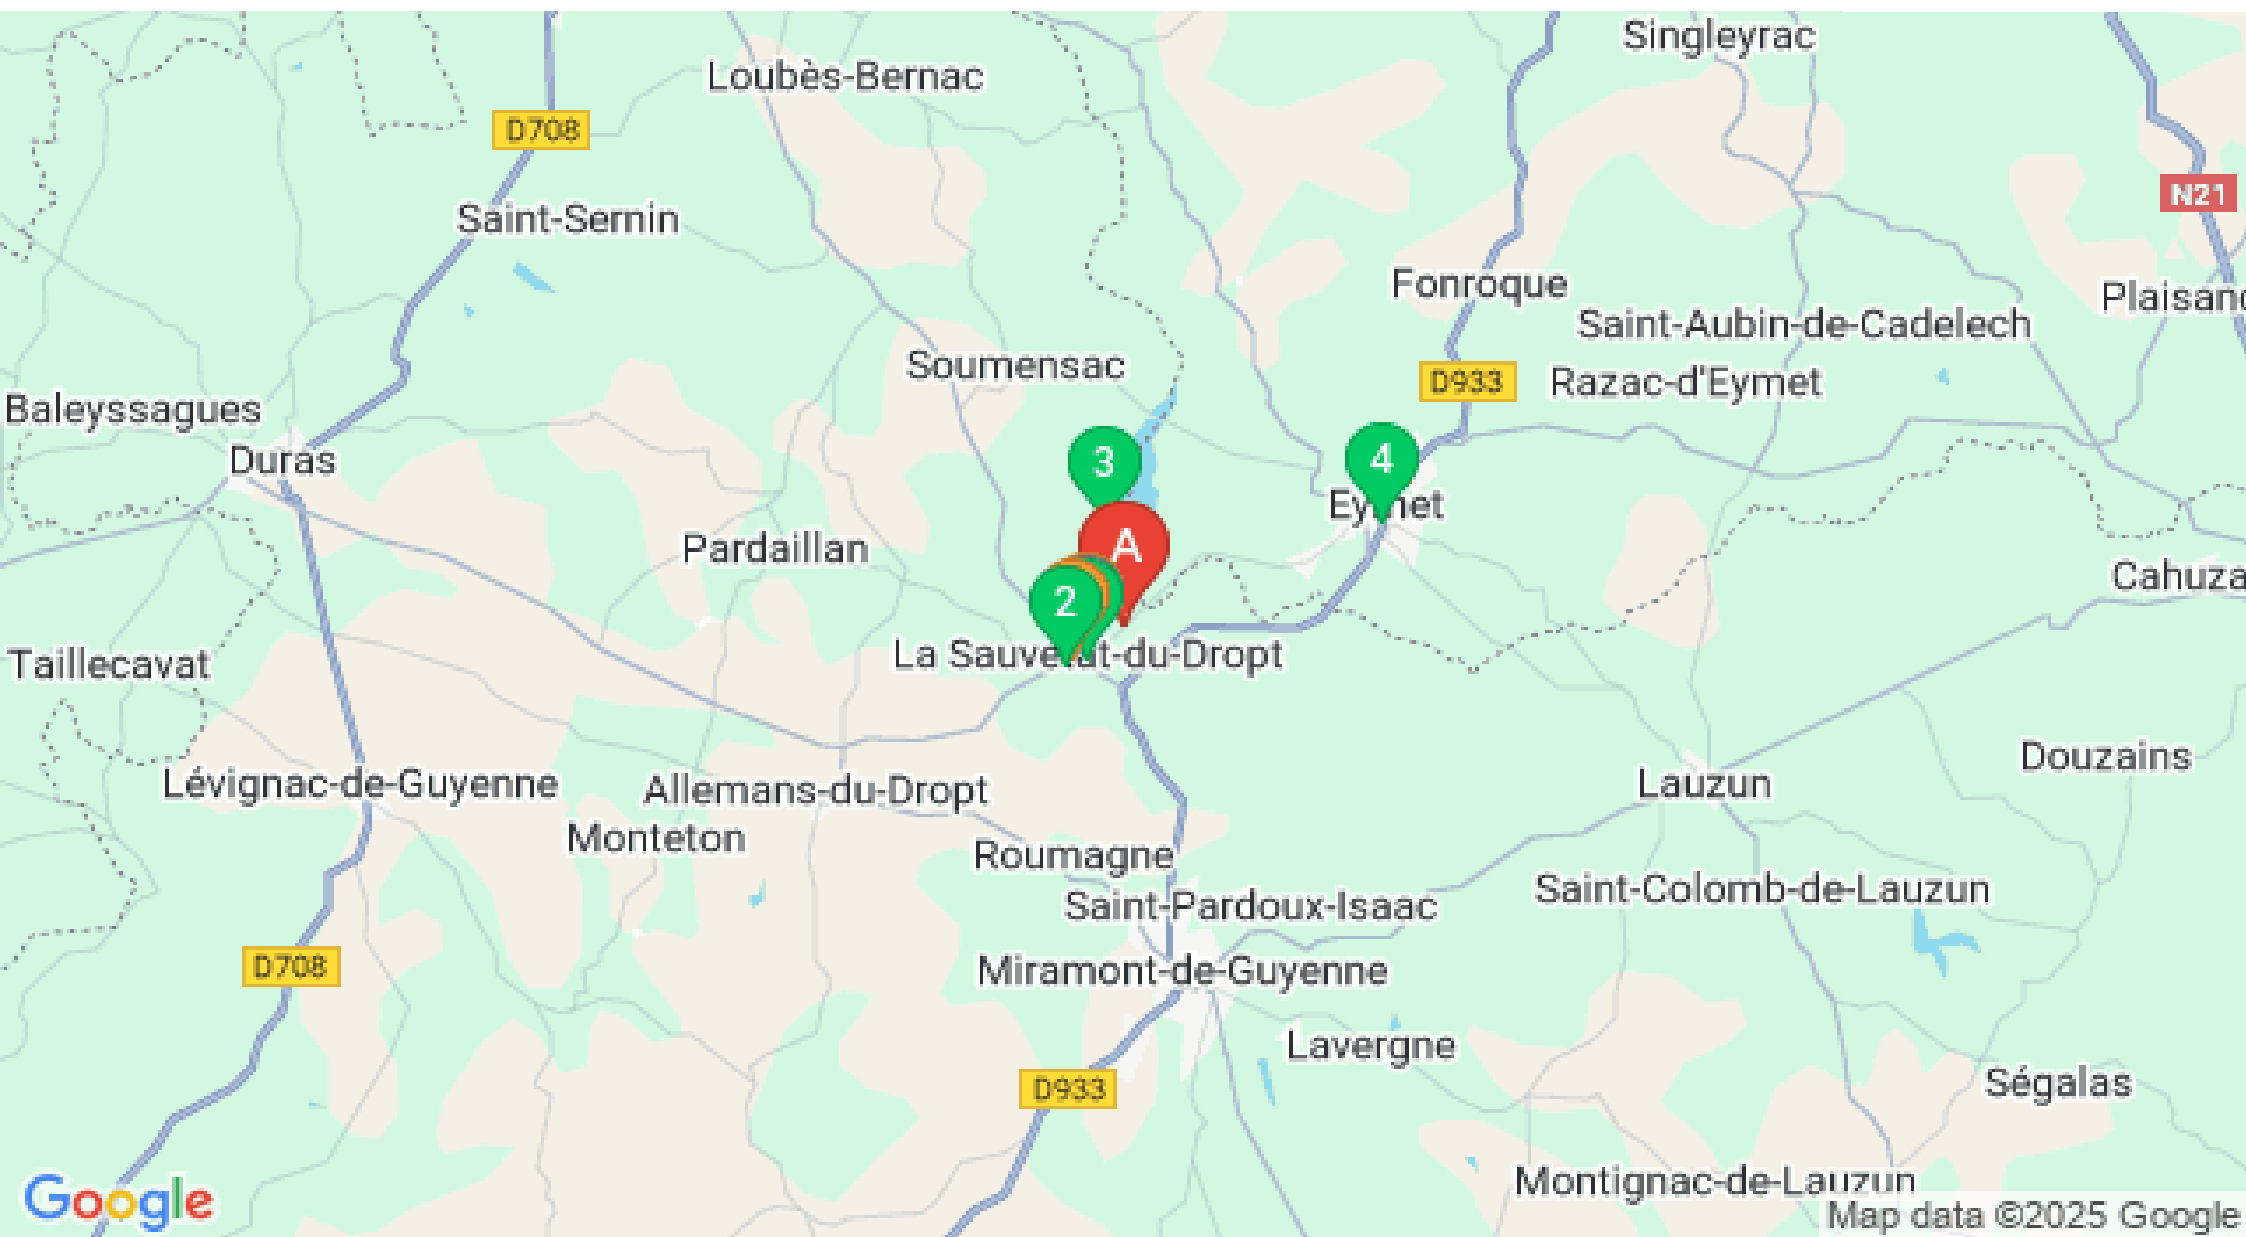 Singleyrac
Loubès-Bernac
D708
N21
Saint-Sernin
Fonroque
Plaisanc
Saint-Aubin-de-Cadelech
Soumensac
D933
Razac-d'Eymet
Baleyssagues
Duras
3
4
Pardaillan
A
Cahuza
2
La Sauvetat-du-Dropt
Taillecavat
Douzains
Lévignac-de-Guyenne
Allemans-du-Dropt
Lauzun
Monteton
Roumagne
Saint-Colomb-de-Lauzun
Saint-Pardoux-Isaac
D708
Miramont-de-Guyenne
Lavergne
Ségalas
D933
Montignac-de-Lauzun
Google
Map data ©2025 Google